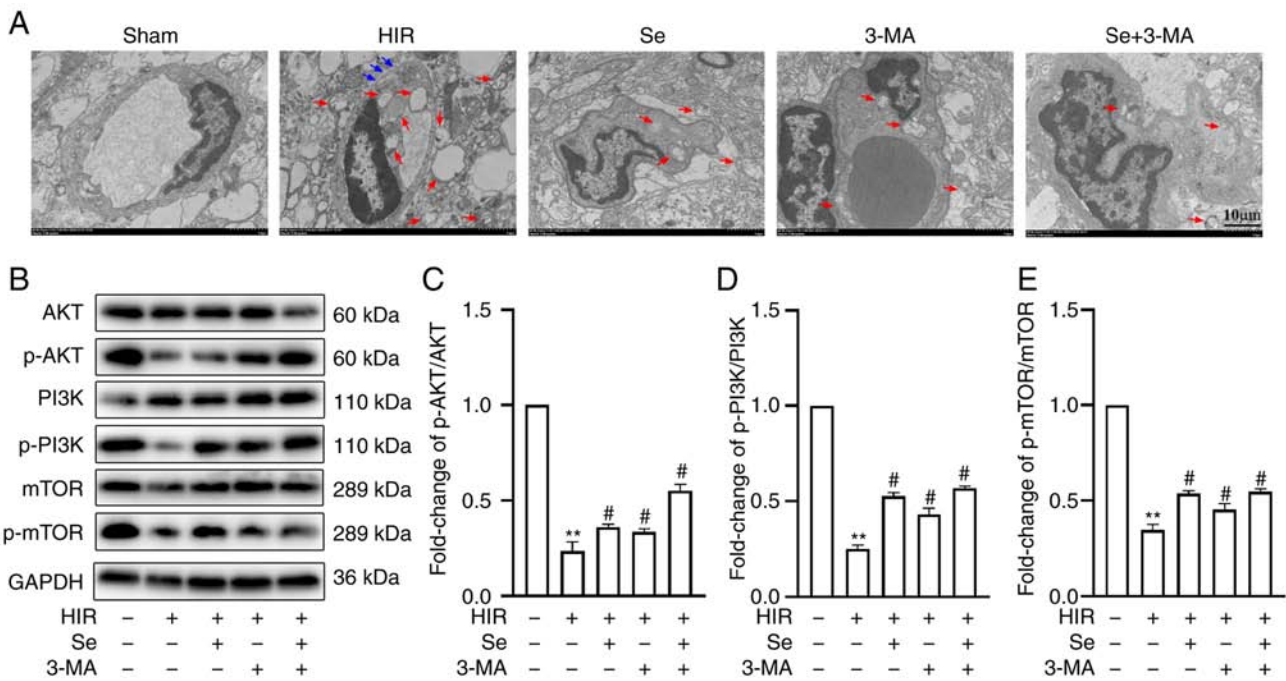 A
Sham HIR Se 3-MA Se+3-MA
10μm
B
AKT 60 kDa
p-AKT 60 kDa
PI3K 110 kDa
p-PI3K 110 kDa
mTOR 289 kDa
p-mTOR 289 kDa
GAPDH 36 kDa
HIR − + + + +
Se − − + − +
3-MA − − − + +
C
Fold-change of p-AKT/AKT
1.5
1.0
0.5
0.0
** # # #
HIR − + + + +
Se − − + − +
3-MA − − − + +
D
Fold-change of p-PI3K/PI3K
1.5
1.0
0.5
0.0
** # # #
HIR − + + + +
Se − − + − +
3-MA − − − + +
E
Fold-change of p-mTOR/mTOR
1.5
1.0
0.5
0.0
** # # #
HIR − + + + +
Se − − + − +
3-MA − − − + +